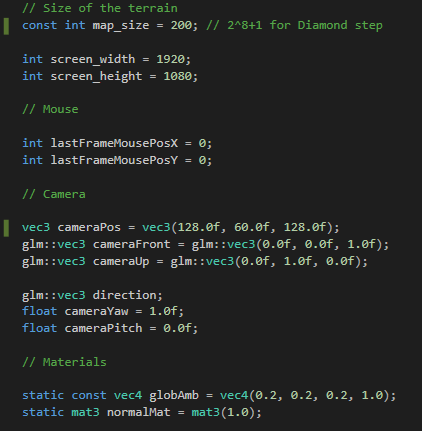 // Size of the terrain
const int map_size = 200; // 2^8+1 for Diamond step
int screen_width = 1920;
int screen_height = 1080;
// Mouse
int lastFrameMousePosX = 0;
int lastFrameMousePosY = 0;
// Camera
vec3 cameraPos = vec3(128.0f, 60.0f, 128.0f);
glm::vec3 cameraFront = glm::vec3(0.0f, 0.0f, 1.0f);
glm::vec3 cameraUp = glm::vec3(0.0f, 1.0f, 0.0f);
glm::vec3 direction;
float cameraYaw = 1.0f;
float cameraPitch = 0.0f;
// Materials
static const vec4 globAmb = vec4(0.2, 0.2, 0.2, 1.0);
static mat3 normalMat = mat3(1.0);